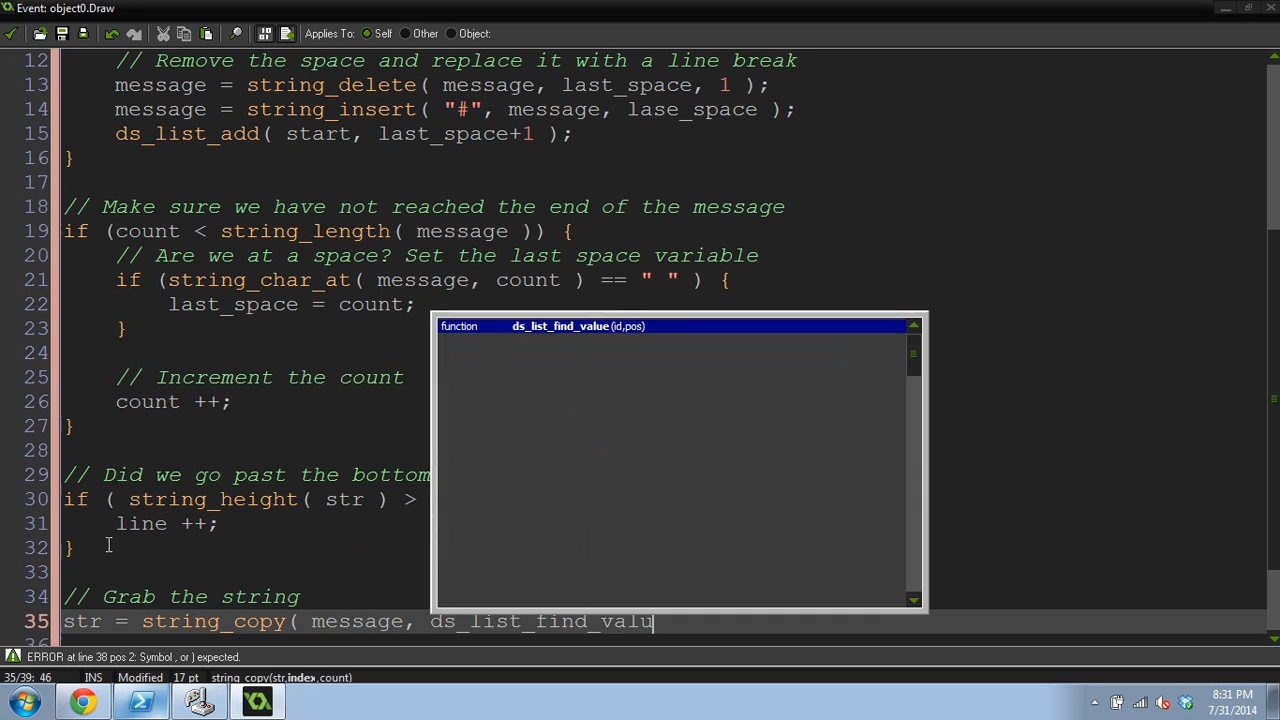 Event: object0.Draw
Applies To: Self Other Object:
12 // Remove the space and replace it with a line break
13 message = string_delete( message, last_space, 1 );
14 message = string_insert( "#", message, lase_space );
15 ds_list_add( start, last_space+1 );
16 }
17
18 // Make sure we have not reached the end of the message
19 if (count < string_length( message )) {
20 // Are we at a space? Set the last space variable
21 if (string_char_at( message, count ) == " " ) {
22 last_space = count;
23 }
24
25 // Increment the count
26 count ++;
27 }
28
29 // Did we go past the bottom
30 if ( string_height( str ) >
31 line ++;
32 }
33
34 // Grab the string
35 str = string_copy( message, ds_list_find_valu
36
function ds_list_find_value(id,pos)
ERROR at line 38 pos 2: Symbol , or ) expected.
35/39: 46 INS Modified 17 pt string_copy(str,index,count)
8:31 PM
7/31/2014